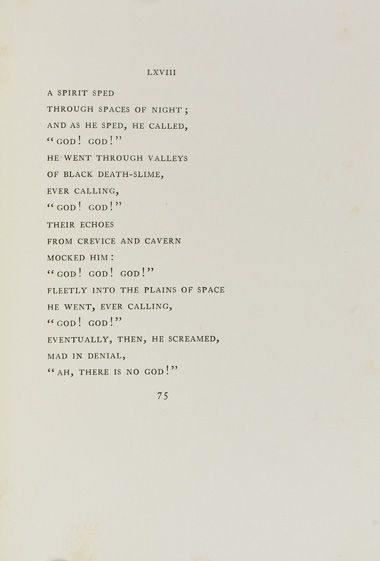 LXVIII
A SPIRIT SPED
THROUGH SPACES OF NIGHT;
AND AS HE SPED, HE CALLED,
"GOD! GOD!"
HE WENT THROUGH VALLEYS
OF BLACK DEATH-SLIME,
EVER CALLING,
"GOD! GOD!"
THEIR ECHOES
FROM CREVICE AND CAVERN
MOCKED HIM:
"GOD! GOD! GOD!"
FLEETLY INTO THE PLAINS OF SPACE
HE WENT, EVER CALLING,
"GOD! GOD!"
EVENTUALLY, THEN, HE SCREAMED,
MAD IN DENIAL,
"AH, THERE IS NO GOD!"
75